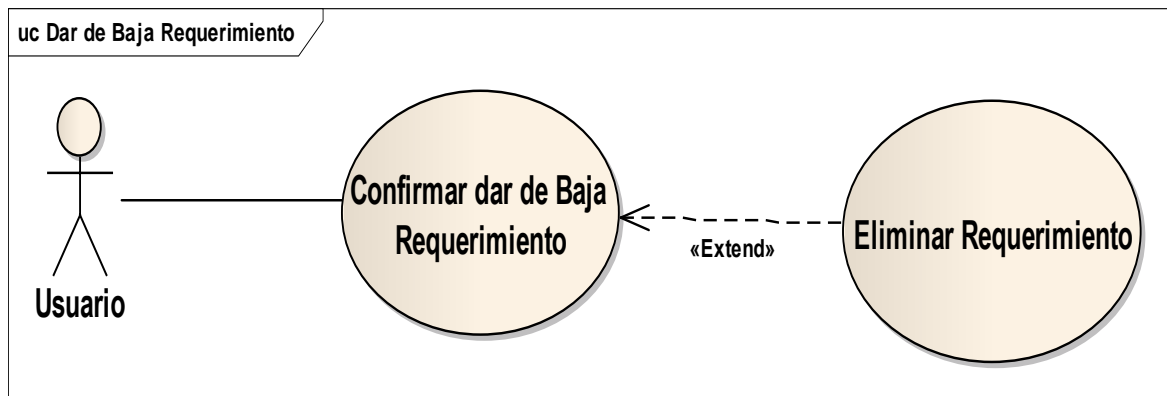 uc Dar de Baja Requerimiento
Confirmar dar de Baja
Requerimiento
Eliminar Requerimiento
«Extend»
Usuario